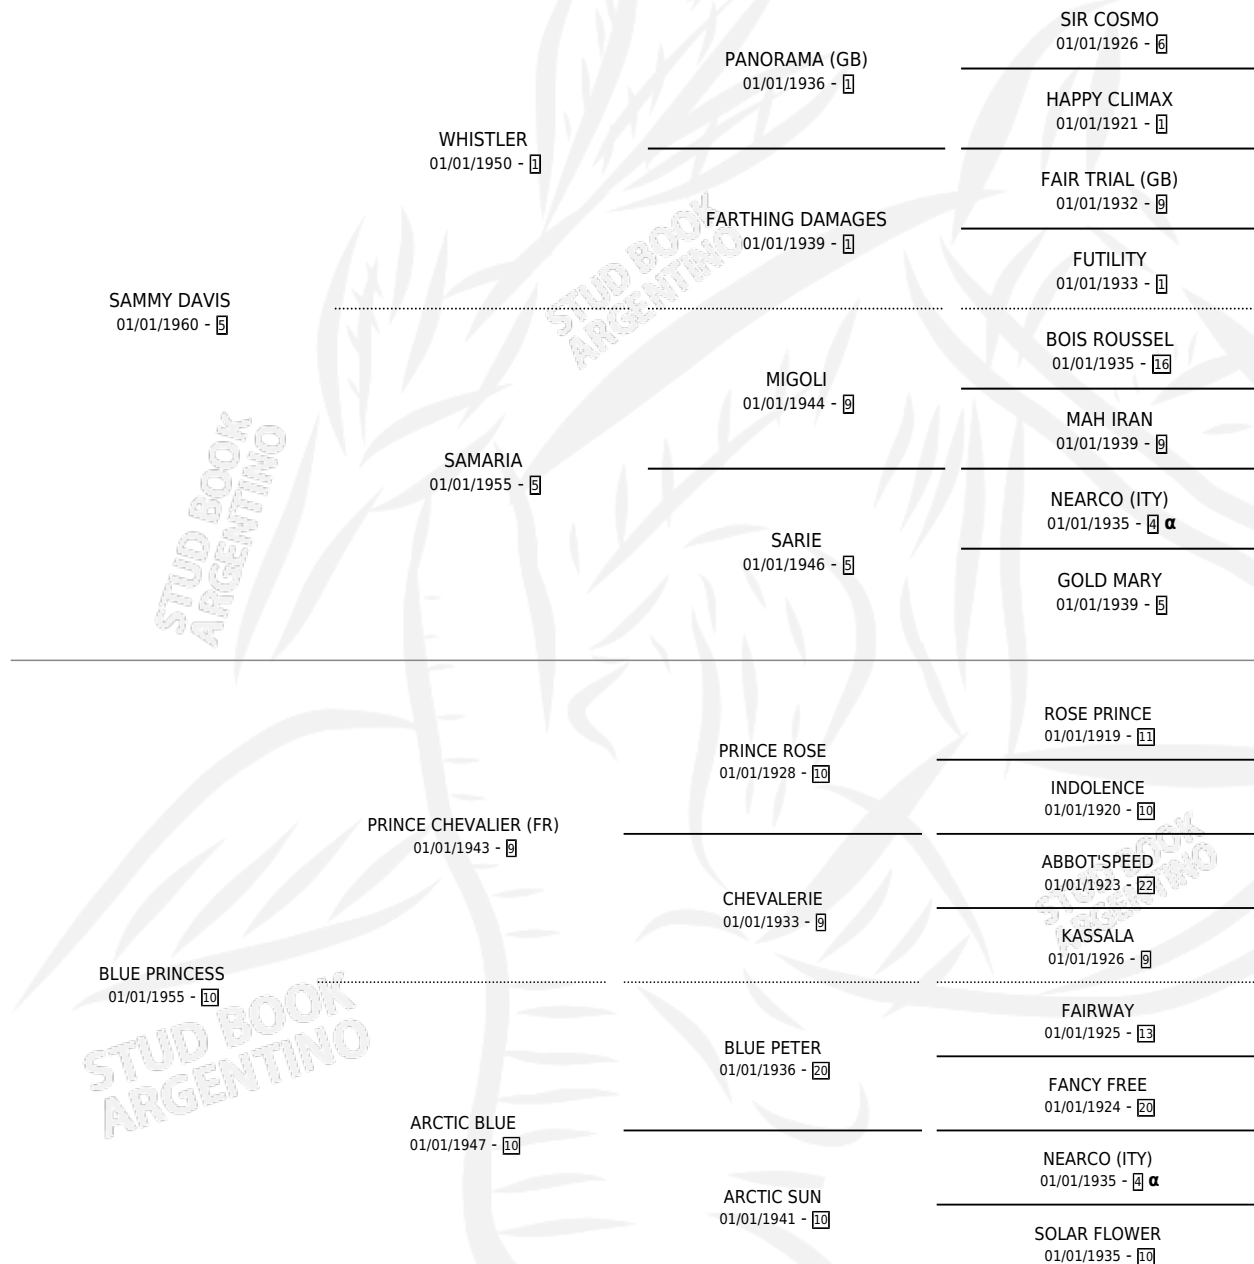 SIR COSMO
01/01/1926 - 6
PANORAMA (GB)
01/01/1936 - 1
HAPPY CLIMAX
01/01/1921 - 1
WHISTLER
01/01/1950 - 1
FAIR TRIAL (GB)
01/01/1932 - 9
FARTHING DAMAGES
01/01/1939 - 1
FUTILITY
01/01/1933 - 1
SAMMY DAVIS
01/01/1960 - 5
BOIS ROUSSEL
01/01/1935 - 16
MIGOLI
01/01/1944 - 9
MAH IRAN
01/01/1939 - 9
SAMARIA
01/01/1955 - 5
NEARCO (ITY)
01/01/1935 - 4 α
SARIE
01/01/1946 - 5
GOLD MARY
01/01/1939 - 5
ROSE PRINCE
01/01/1919 - 11
PRINCE ROSE
01/01/1928 - 10
INDOLENCE
01/01/1920 - 10
PRINCE CHEVALIER (FR)
01/01/1943 - 9
ABBOT'SPEED
01/01/1923 - 22
CHEVALERIE
01/01/1933 - 9
KASSALA
01/01/1926 - 9
BLUE PRINCESS
01/01/1955 - 10
FAIRWAY
01/01/1925 - 13
BLUE PETER
01/01/1936 - 20
FANCY FREE
01/01/1924 - 20
ARCTIC BLUE
01/01/1947 - 10
NEARCO (ITY)
01/01/1935 - 4 α
ARCTIC SUN
01/01/1941 - 10
SOLAR FLOWER
01/01/1935 - 10
STUD BOOK
ARGENTINO
STUD BOOK
ARGENTINO
STUD BOOK
ARGENTINO
STUD BOOK
ARGENTINO